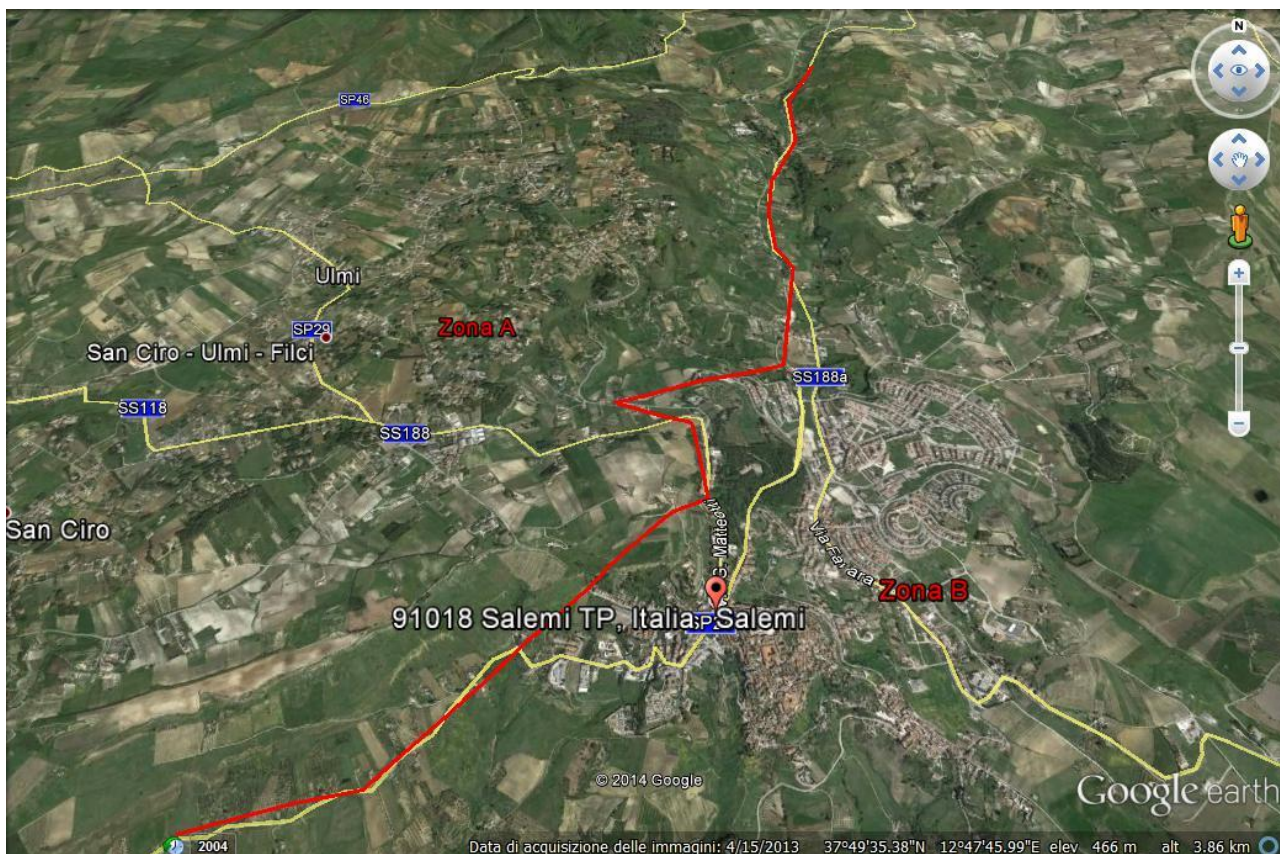 N
SP46
Ulmi
SP29
Zona A
San Ciro - Ulmi - Filci
SS188a
SS118
SS188
San Ciro
Via Favara
Zona B
91018 Salemi TP, Italia
Salemi
© 2014 Google
Google earth
2004
Data di acquisizione delle immagini: 4/15/2013 37°49'35.38"N 12°47'45.99"E elev 466 m alt 3.86 km